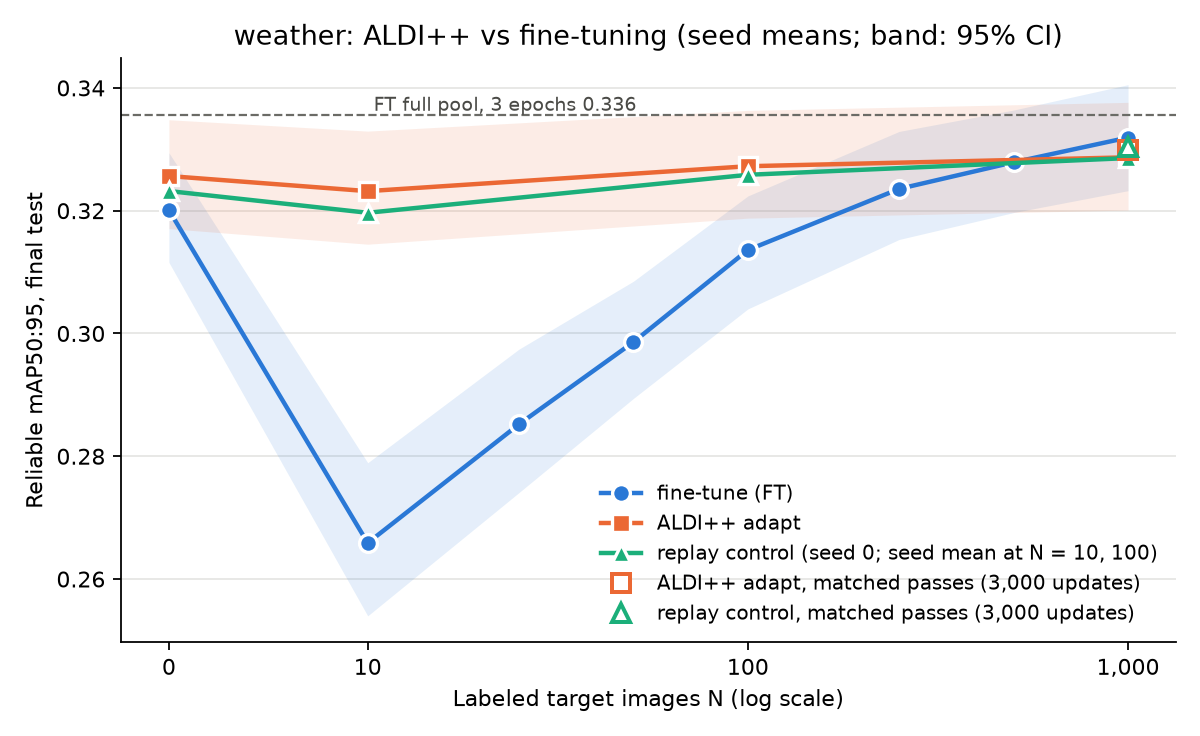 weather: ALDI++ vs fine-tuning (seed means; band: 95% CI)
Reliable mAP50:95, final test
0.34
0.32
0.30
0.28
0.26
FT full pool, 3 epochs 0.336
fine-tune (FT)
ALDI++ adapt
replay control (seed 0; seed mean at N = 10, 100)
ALDI++ adapt, matched passes (3,000 updates)
replay control, matched passes (3,000 updates)
0 10 100 1,000
Labeled target images N (log scale)